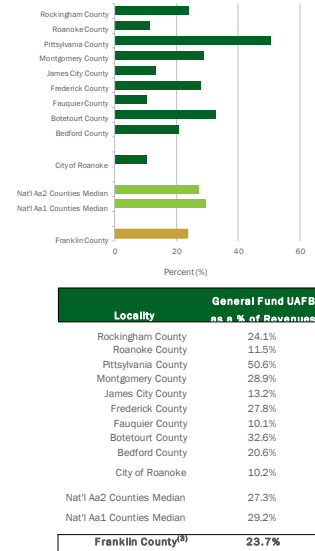 Rockingham County
Roanoke County
Pittsylvania County
Montgomery County
James City County
Frederick County
Fauquier County
Botetourt County
Bedford County
City of Roanoke
Nat'l Aa2 Counties Median
Nat'l Aa1 Counties Median
Franklin County
0 20 40 60
Percent (%)
General Fund UAFB
Locality as a % of Revenues
Rockingham County 24.1%
Roanoke County 11.5%
Pittsylvania County 50.6%
Montgomery County 28.9%
James City County 13.2%
Frederick County 27.8%
Fauquier County 10.1%
Botetourt County 32.6%
Bedford County 20.6%
City of Roanoke 10.2%
Nat'l Aa2 Counties Median 27.3%
Nat'l Aa1 Counties Median 29.2%
Franklin County(3) 23.7%